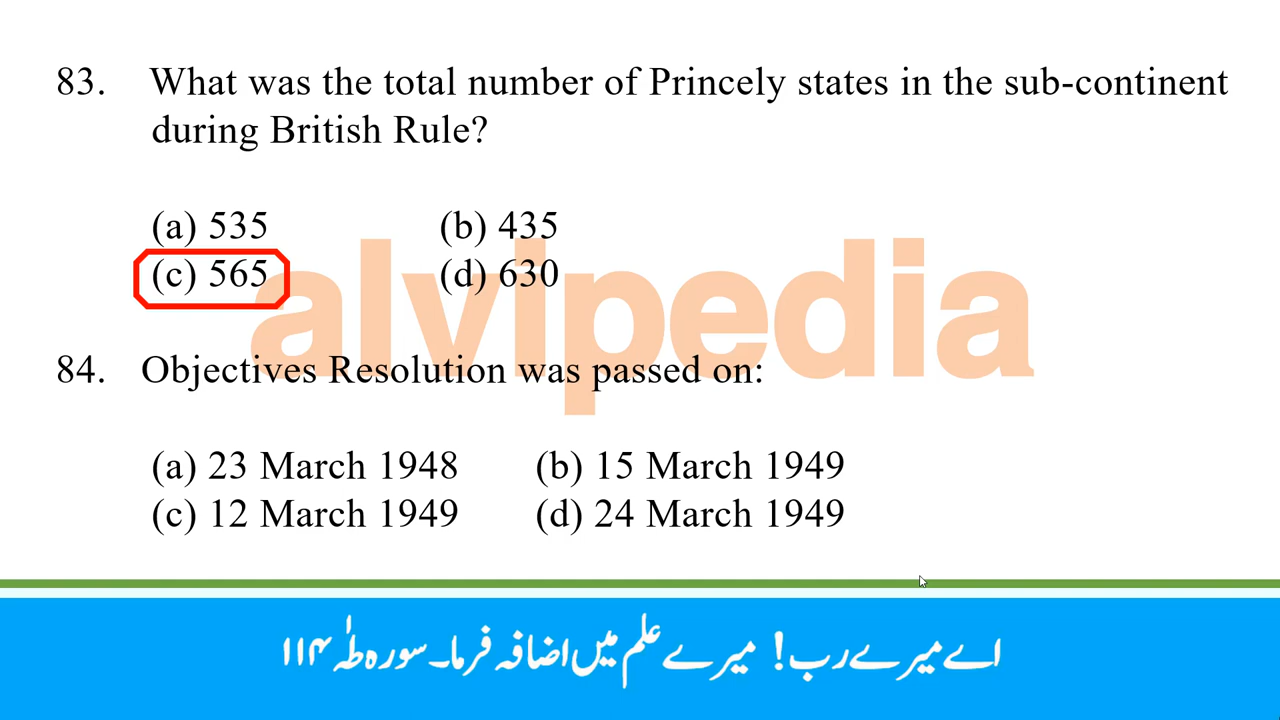 83. What was the total number of Princely states in the sub-continent
during British Rule?
(a) 535 (b) 435
(c) 565 (d) 630
alvipedia
84. Objectives Resolution was passed on:
(a) 23 March 1948 (b) 15 March 1949
(c) 12 March 1949 (d) 24 March 1949
اے میرے رب! میرے علم میں اضافہ فرما۔ سورہ طہٰ ۱۱۴